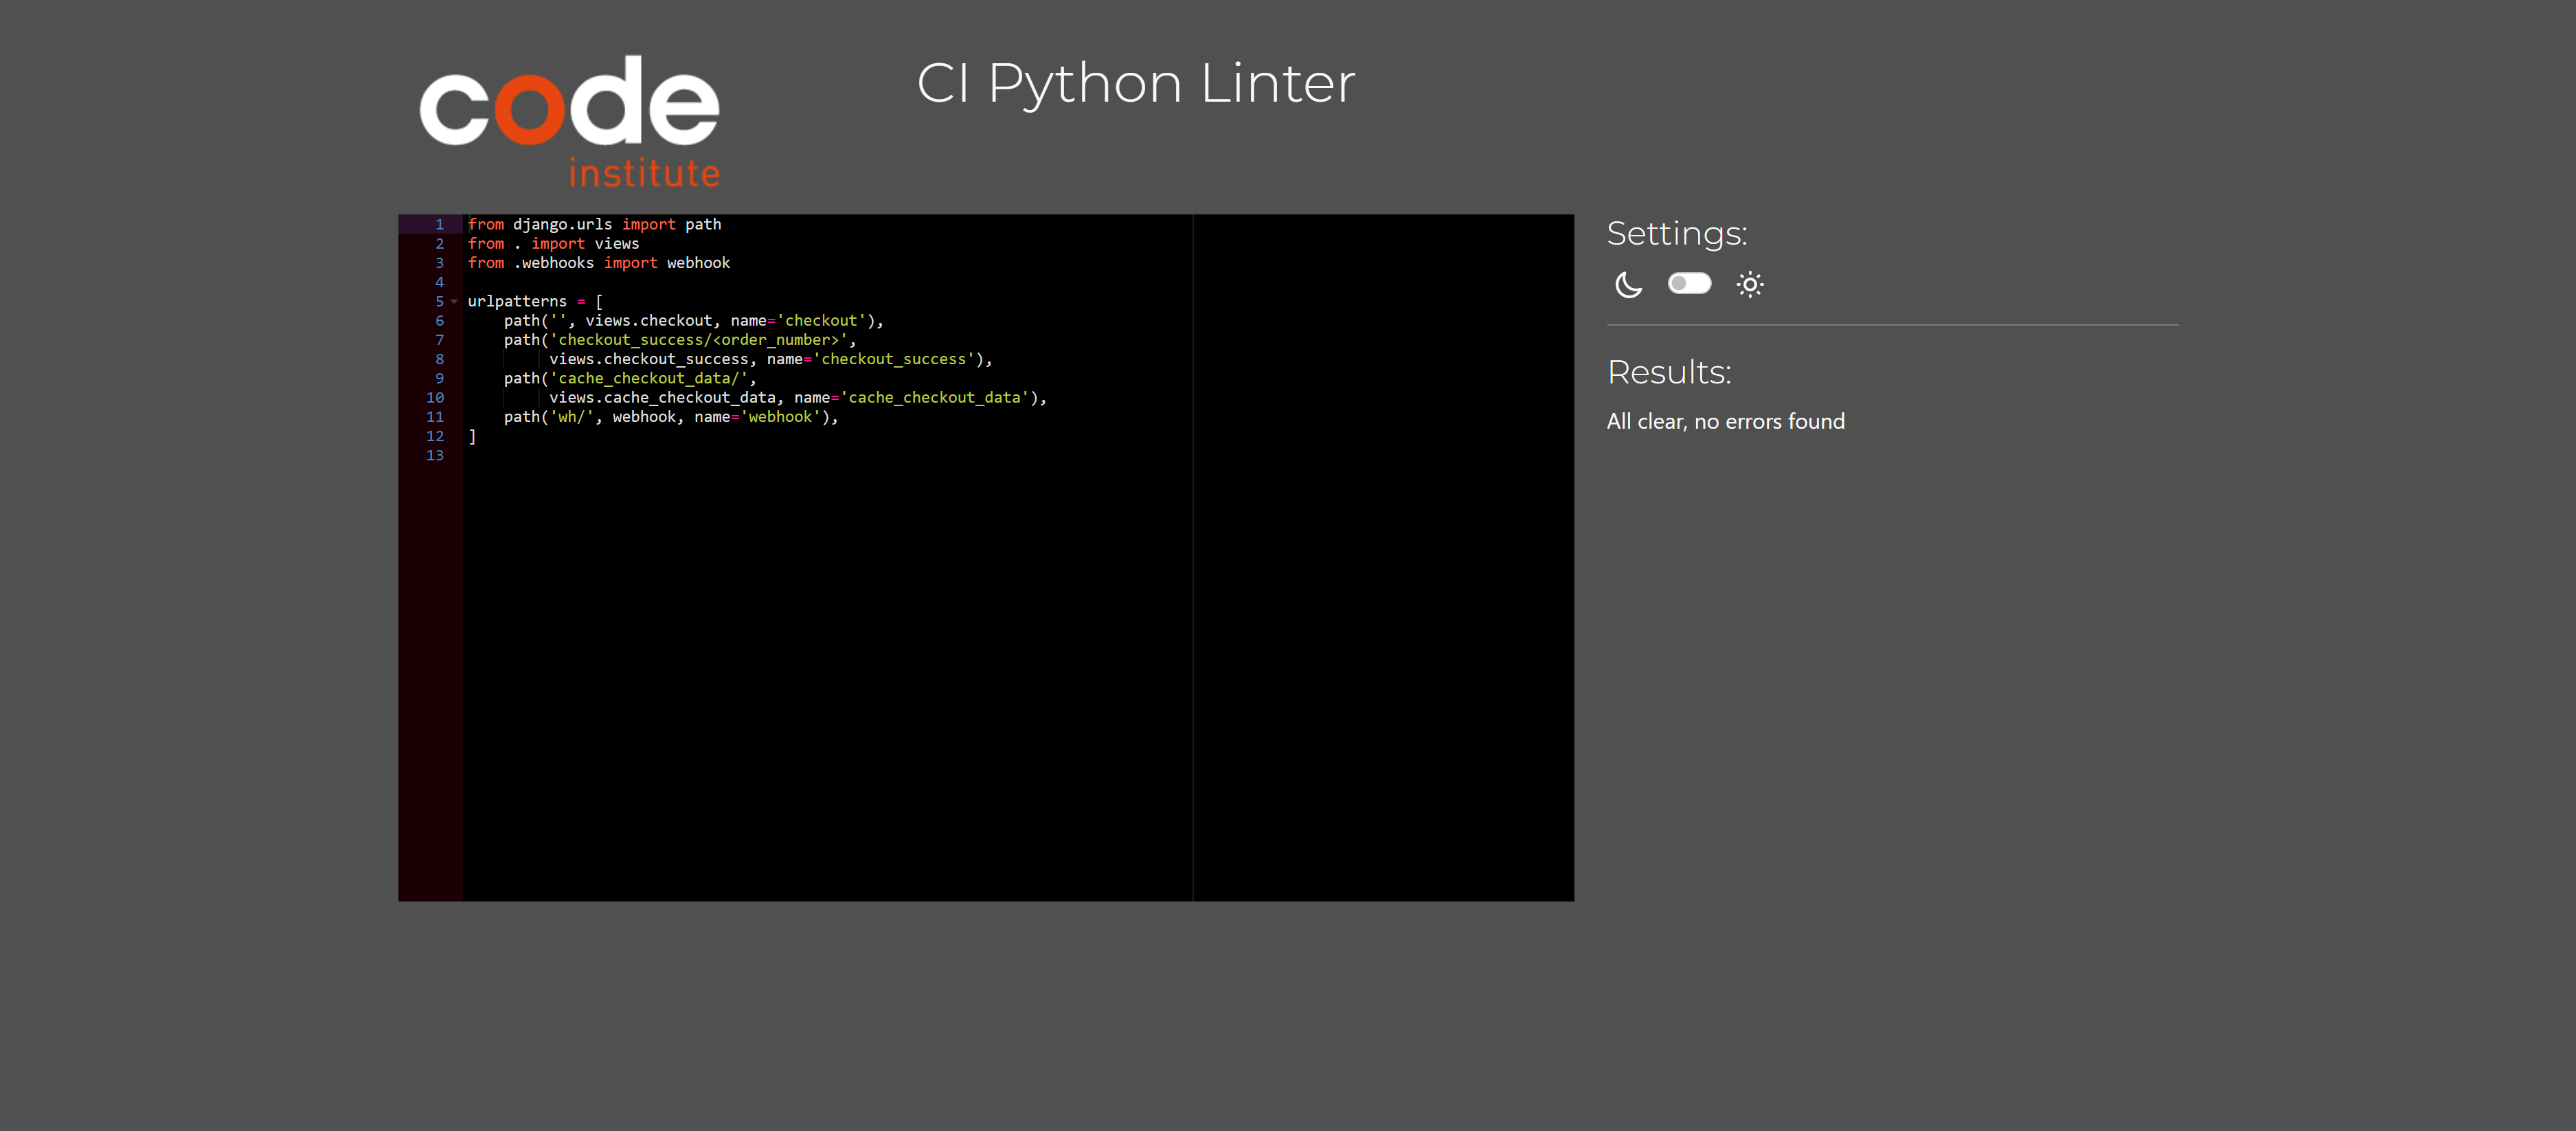 code
institute
CI Python Linter
1 from django.urls import path
2 from . import views
3 from .webhooks import webhook
4
5 urlpatterns = [
6     path('', views.checkout, name='checkout'),
7     path('checkout_success/<order_number>',
8          views.checkout_success, name='checkout_success'),
9     path('cache_checkout_data/',
10          views.cache_checkout_data, name='cache_checkout_data'),
11     path('wh/', webhook, name='webhook'),
12 ]
13
Settings:
Results:
All clear, no errors found